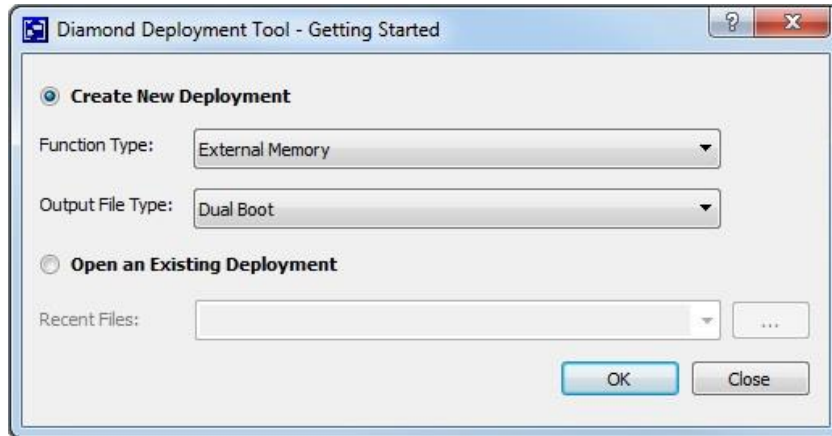 Diamond Deployment Tool - Getting Started
?
Create New Deployment
Function Type: External Memory
Output File Type: Dual Boot
Open an Existing Deployment
Recent Files: ...
OK Close